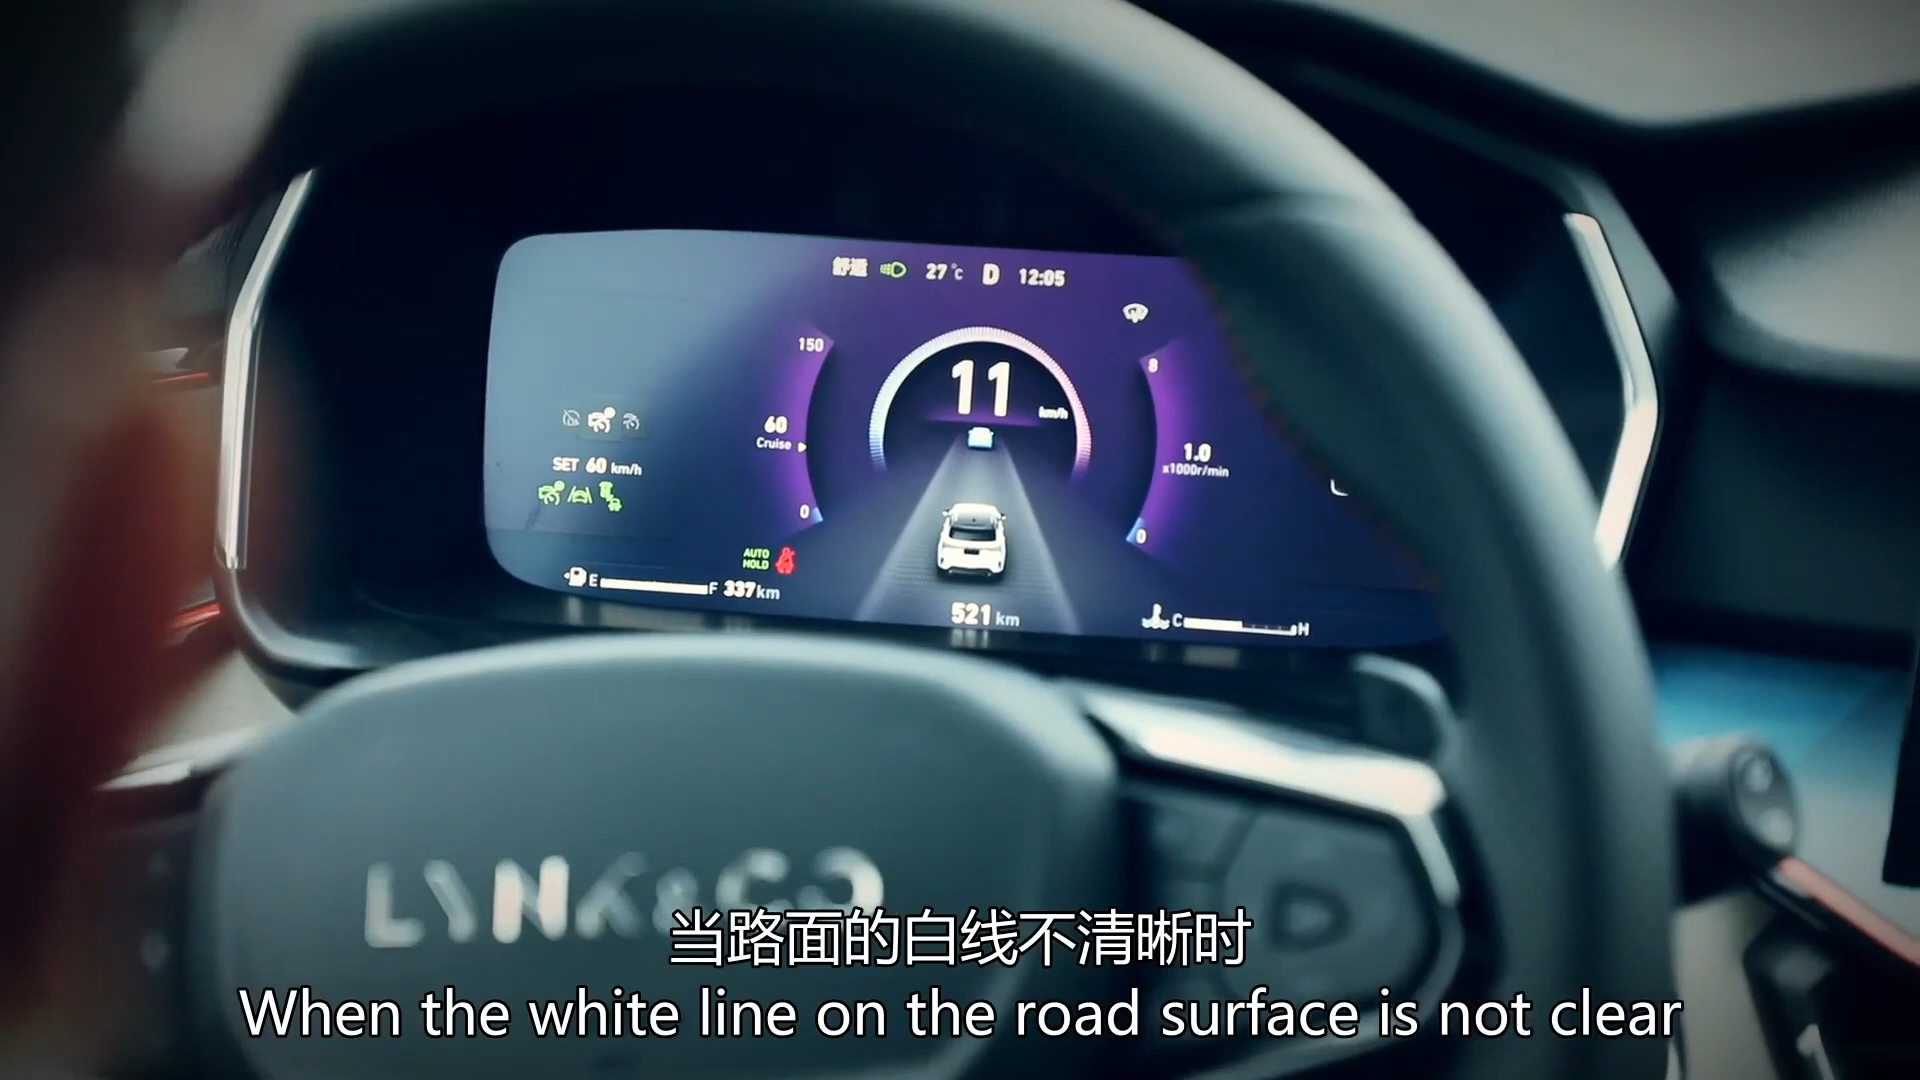 舒适 27°C D 12:05
150
8
11 km/h
60
Cruise
1.0
x1000r/min
SET 60 km/h
0
0
AUTO
HOLD
E F 337km
521 km
C H
LYNK&CO
当路面的白线不清晰时
When the white line on the road surface is not clear